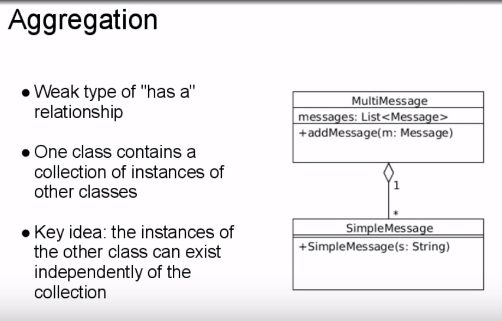 Aggregation
● Weak type of "has a"
relationship
● One class contains a
collection of instances of
other classes
● Key idea: the instances of
the other class can exist
independently of the
collection
MultiMessage
messages: List<Message>
+addMessage(m: Message)
1
*
SimpleMessage
+SimpleMessage(s: String)